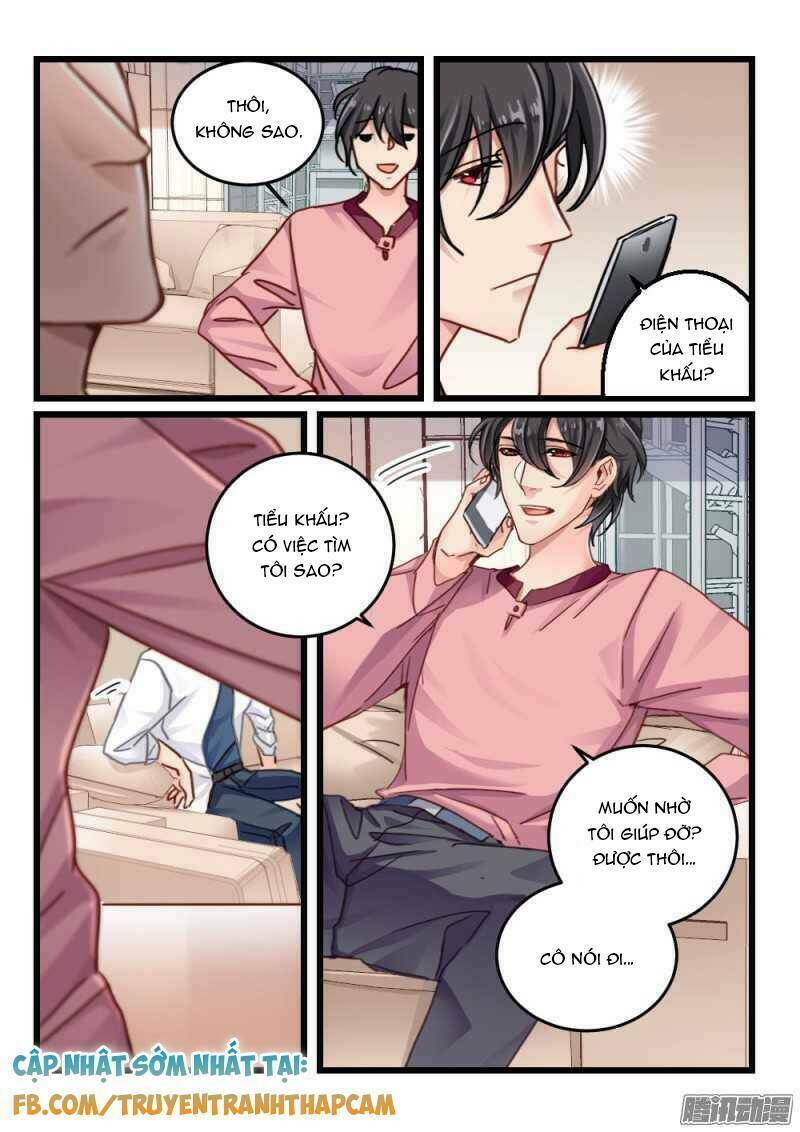 THÔI,
KHÔNG SAO.
ĐIỆN THOẠI
CỦA TIỂU
KHẤU?
TIỂU KHẤU?
CÓ VIỆC TÌM
TÔI SAO?
MUỐN NHỜ
TÔI GIÚP ĐỠ?
ĐƯỢC THÔI...
CÔ NÓI ĐI...
CẬP NHẬT SỚM NHẤT TẠI:
FB.COM/TRUYENTRANHTHAPCAM
腾讯动漫